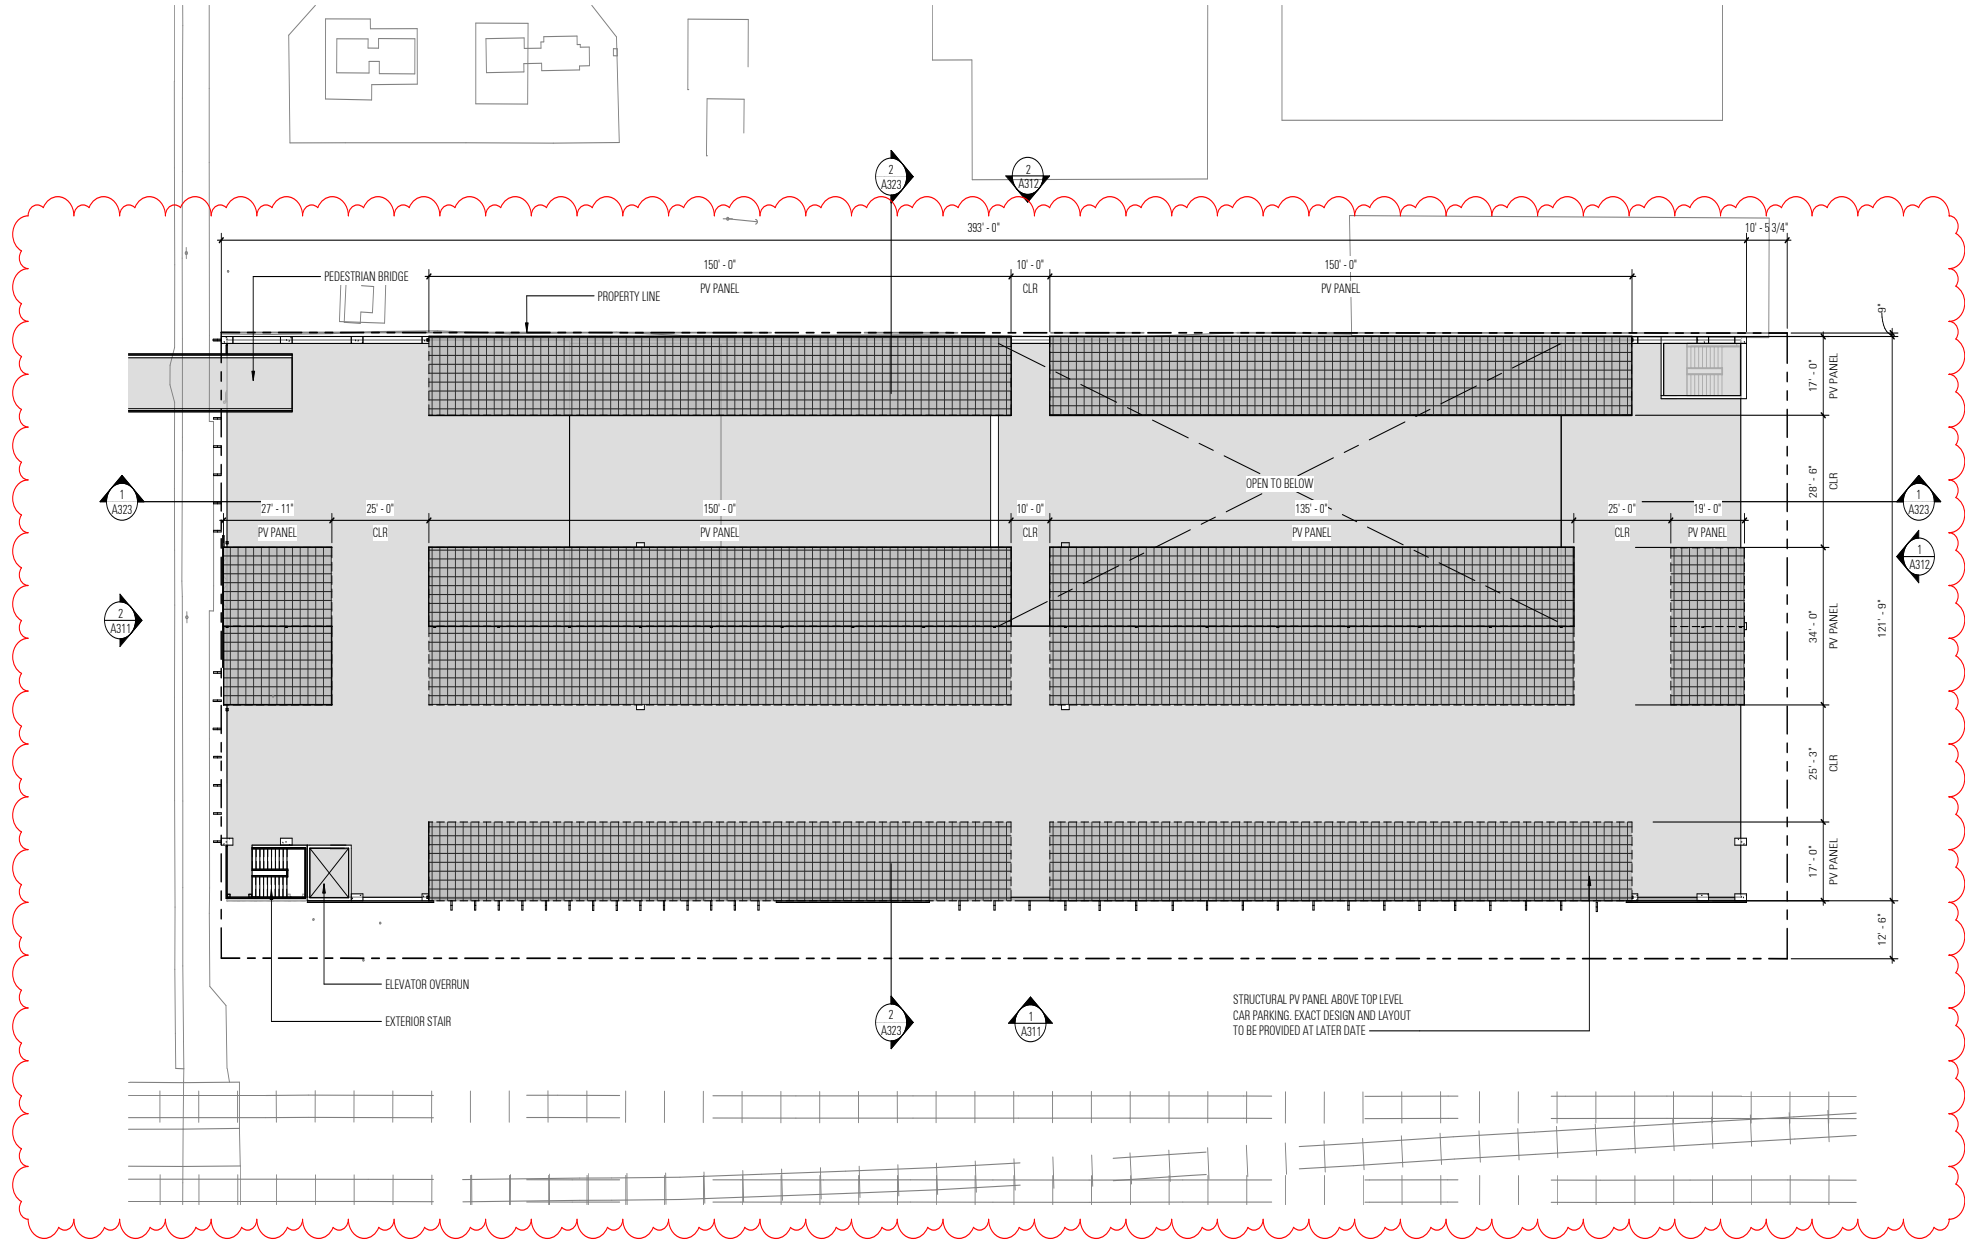 2
A323
2
A312
393' - 0"
10' - 5 3/4"
150' - 0"
PV PANEL
10' - 0"
CLR
150' - 0"
PV PANEL
PEDESTRIAN BRIDGE
PROPERTY LINE
9"
17' - 0"
PV PANEL
28' - 6"
CLR
OPEN TO BELOW
1
A323
27' - 11"
PV PANEL
25' - 0"
CLR
150' - 0"
PV PANEL
10' - 0"
CLR
135' - 0"
PV PANEL
25' - 0"
CLR
19' - 0"
PV PANEL
1
A323
1
A312
2
A311
34' - 0"
PV PANEL
121' - 9"
25' - 3"
CLR
17' - 0"
PV PANEL
12' - 6"
ELEVATOR OVERRUN
EXTERIOR STAIR
2
A323
1
A311
STRUCTURAL PV PANEL ABOVE TOP LEVEL
CAR PARKING. EXACT DESIGN AND LAYOUT
TO BE PROVIDED AT LATER DATE